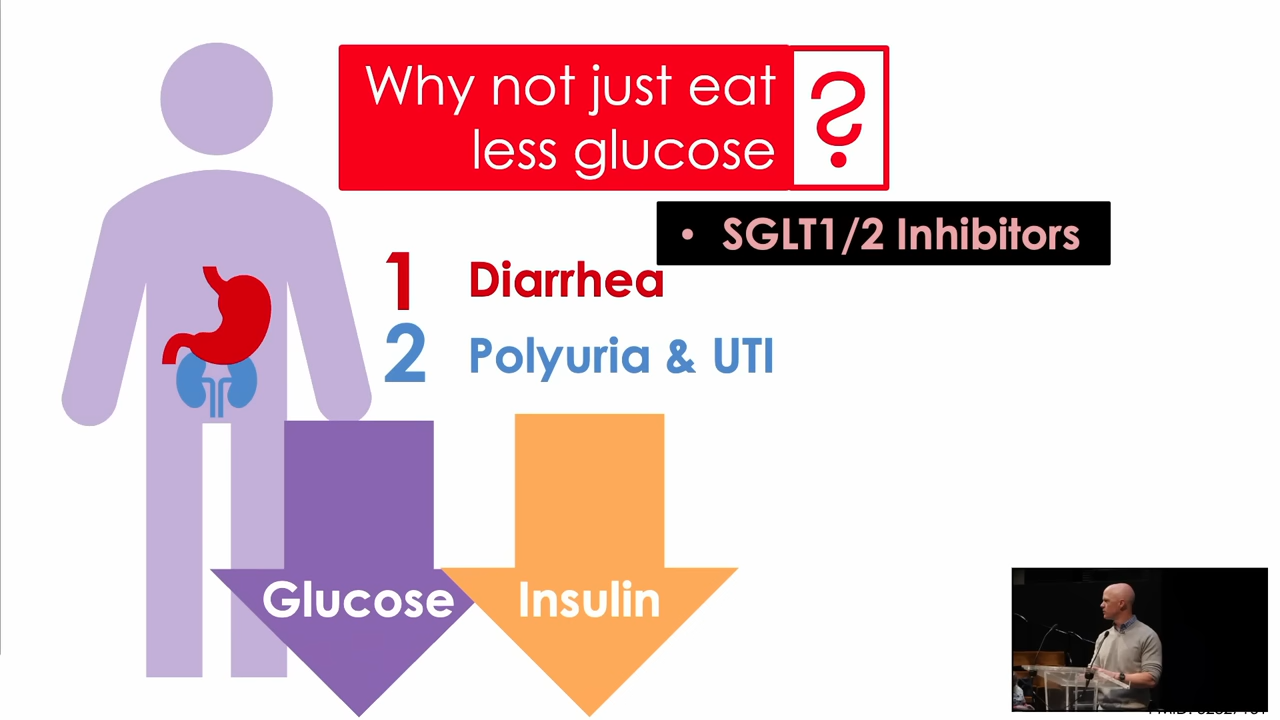 Why not just eat
less glucose
?
• SGLT1/2 Inhibitors
1 Diarrhea
2 Polyuria & UTI
Glucose
Insulin